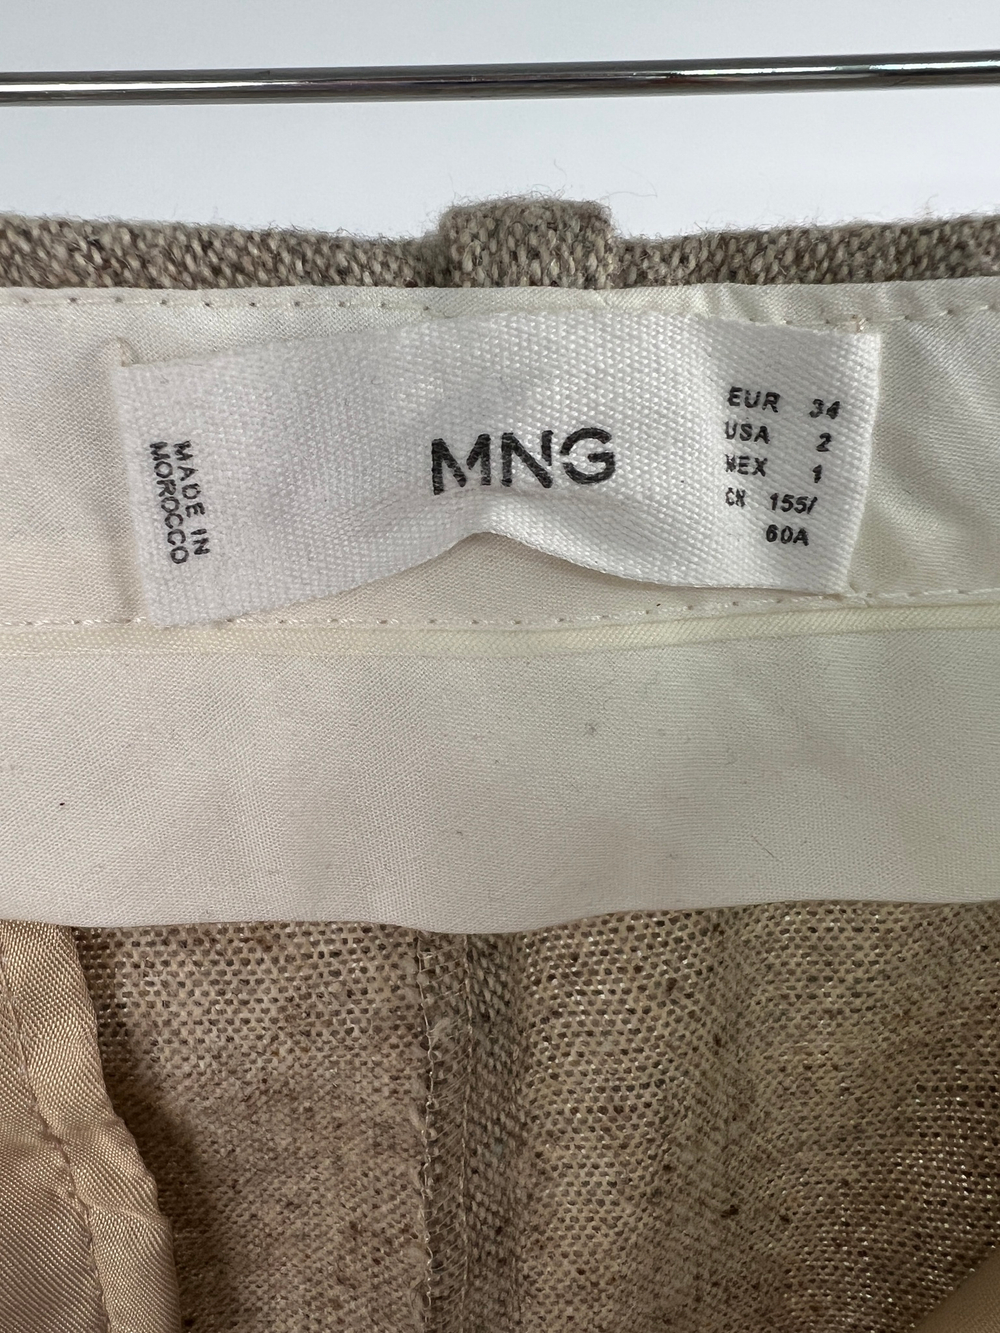 MADE IN
MOROCCO
MNG
EUR 34
USA 2
MEX 1
CN 155/
60A